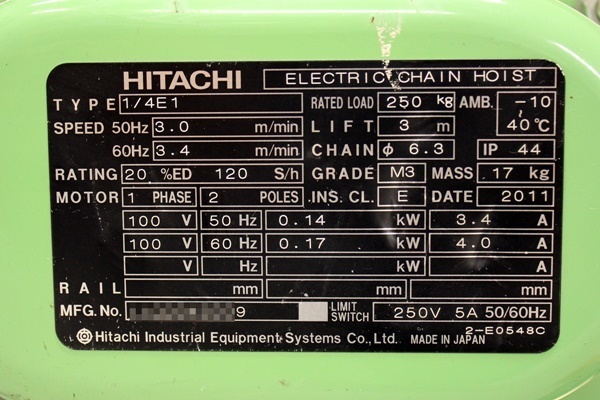 HITACHI ELECTRIC CHAIN HOIST
TYPE 1/4E1 RATED LOAD 250 kg AMB. −10 ~ 40℃
SPEED 50Hz 3.0 m/min LIFT 3 m
60Hz 3.4 m/min CHAIN φ 6.3 IP 44
RATING 20 %ED 120 S/h GRADE M3 MASS 17 kg
MOTOR 1 PHASE 2 POLES INS. CL. E DATE 2011
100 V 50 Hz 0.14 kW 3.4 A
100 V 60 Hz 0.17 kW 4.0 A
V Hz kW A
RAIL mm mm mm
MFG. No. 9 LIMIT SWITCH 250V 5A 50/60Hz
2-E0548C
Hitachi Industrial Equipment Systems Co., Ltd. MADE IN JAPAN